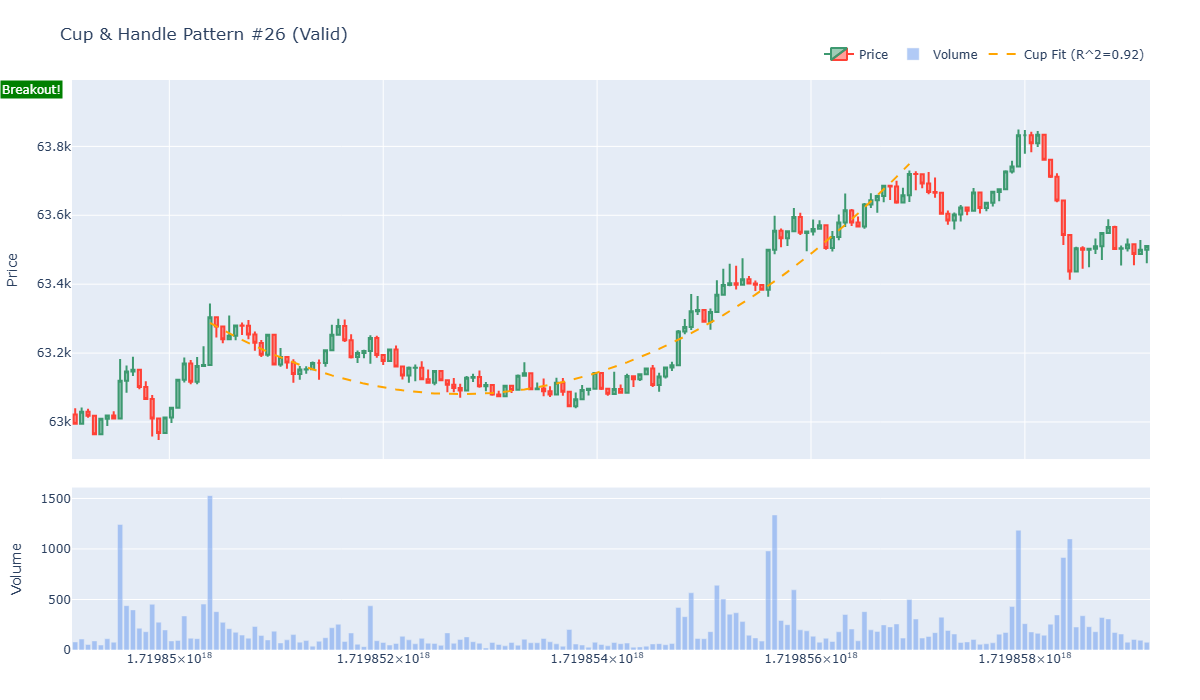 Cup & Handle Pattern #26 (Valid)
Price
Volume
Cup Fit (R^2=0.92)
Breakout!
63.8k
63.6k
63.4k
63.2k
63k
Price
1500
1000
500
0
Volume
1.71985×10¹⁸
1.719852×10¹⁸
1.719854×10¹⁸
1.719856×10¹⁸
1.719858×10¹⁸